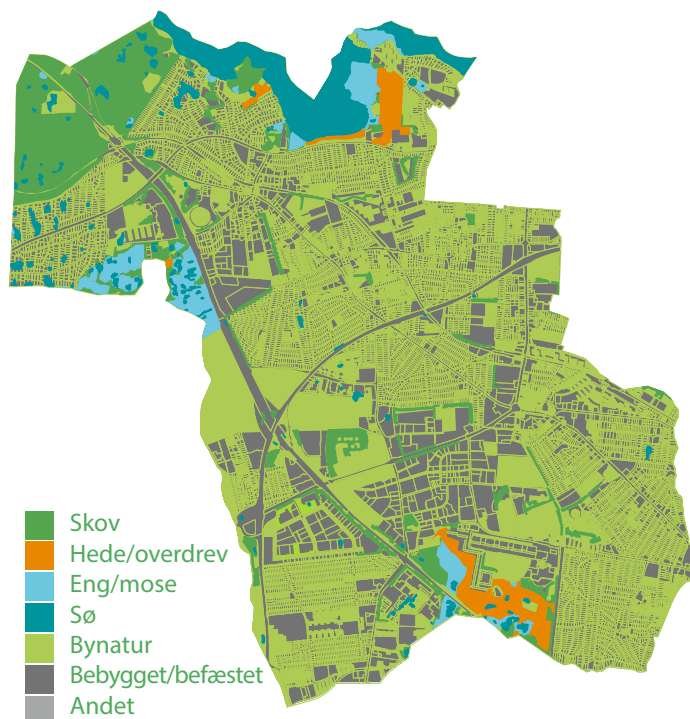 Skov
Hede/overdrev
Eng/mose
Sø
Bynatur
Bebygget/befæstet
Andet